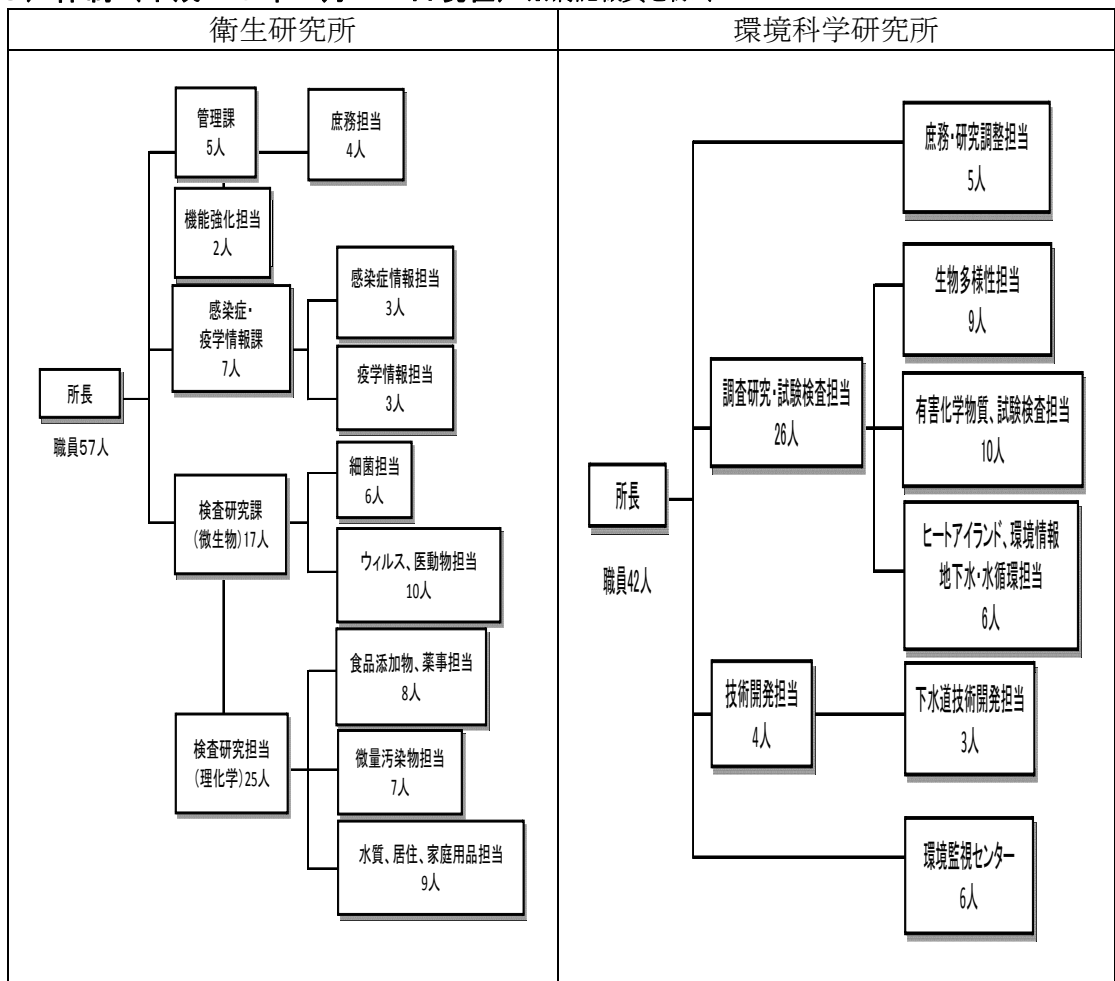 衛生研究所
管理課
5人
庶務担当
4人
機能強化担当
2人
感染症・
疫学情報課
7人
感染症情報担当
3人
疫学情報担当
3人
所長
職員57人
検査研究課
(微生物)17人
細菌担当
6人
ウィルス、医動物担当
10人
検査研究担当
(理化学)25人
食品添加物、薬事担当
8人
微量汚染物担当
7人
水質、居住、家庭用品担当
9人
環境科学研究所
庶務・研究調整担当
5人
所長
職員42人
調査研究・試験検査担当
26人
生物多様性担当
9人
有害化学物質、試験検査担当
10人
ヒートアイランド、環境情報
地下水・水循環担当
6人
技術開発担当
4人
下水道技術開発担当
3人
環境監視センター
6人